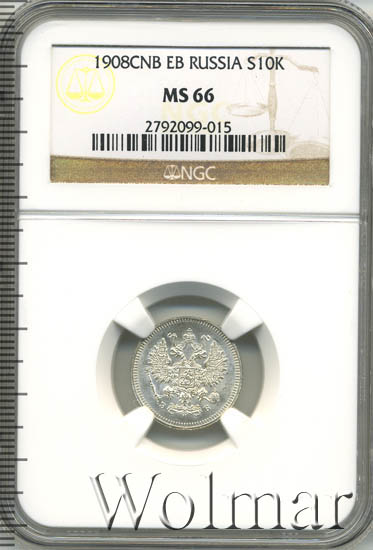 1908CNB EB RUSSIA S10K
MS 66
2792099-015
NGC
Wolmar